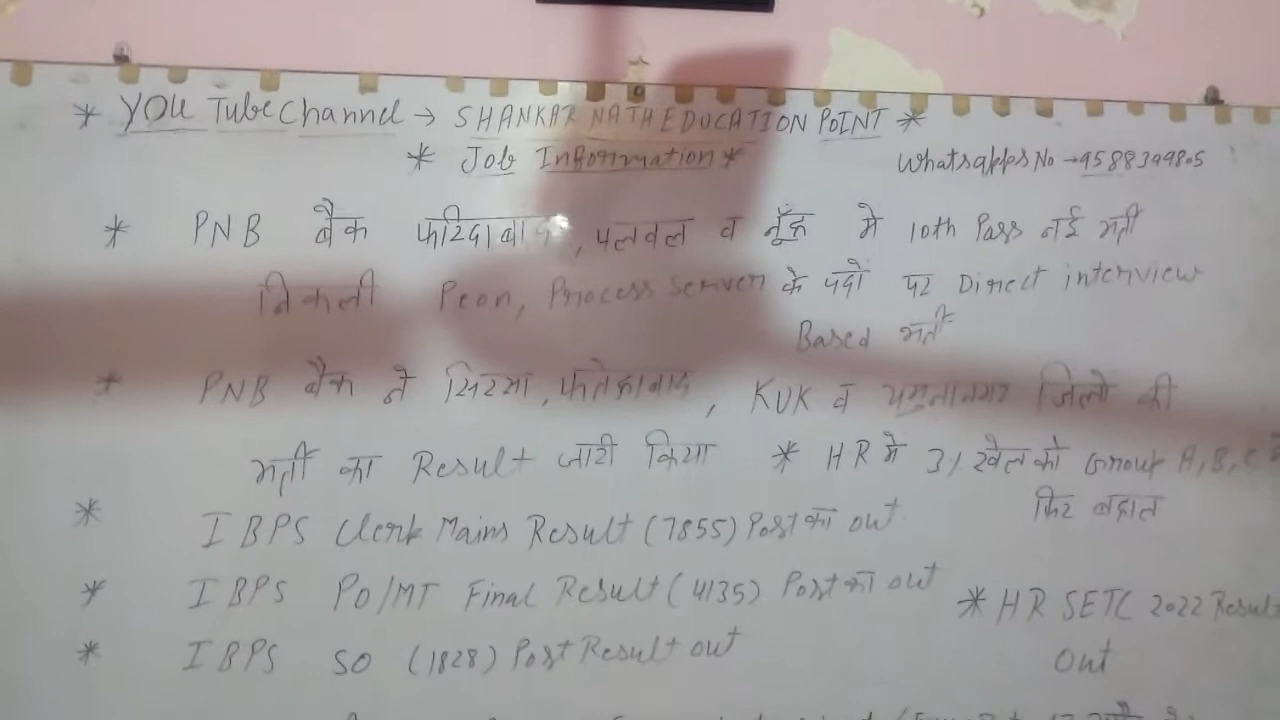 * YOU Tube Channel → SHANKAR NATH EDUCATION POINT *
* Job Information *
Whatsapps No → 9588399805
* PNB बैंक फरिदाबाद, पलवल व नूँह मे 10th Pass नई भर्ती
निकली Peon, Process Server के पदों पर Direct interview
Based भर्ती
* PNB बैंक ने सिरसा, फतेहाबाद, KUK व यमुनानगर जिलो की
भर्ती का Result जारी किया
* HR मे 31 खेल को Group A, B, C
फिर बहाल
* IBPS Clerk Mains Result (7855) Post का out
* IBPS PO/MT Final Result (4135) Post का out
* HR SETC 2022 Result
Out
* IBPS SO (1828) Post Result out